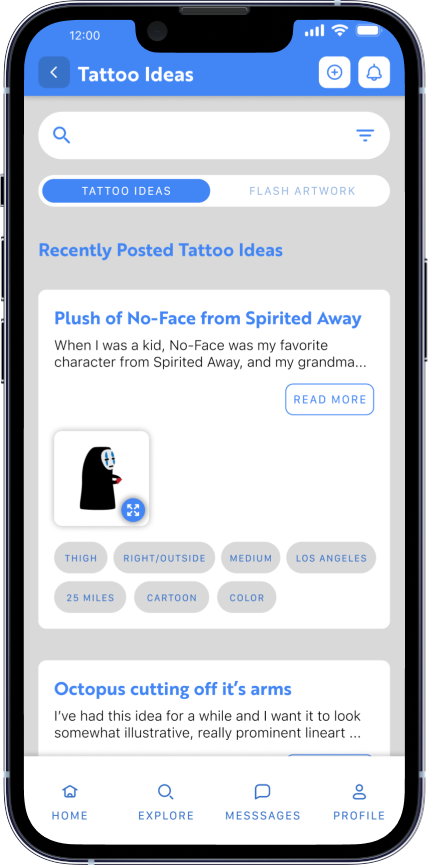 12:00
Tattoo Ideas
TATTOO IDEAS
FLASH ARTWORK
Recently Posted Tattoo Ideas
Plush of No-Face from Spirited Away
When I was a kid, No-Face was my favorite
character from Spirited Away, and my grandma...
READ MORE
THIGH
RIGHT/OUTSIDE
MEDIUM
LOS ANGELES
25 MILES
CARTOON
COLOR
Octopus cutting off it's arms
I've had this idea for a while and I want it to look
somewhat illustrative, really prominent lineart ...
HOME
EXPLORE
MESSSAGES
PROFILE